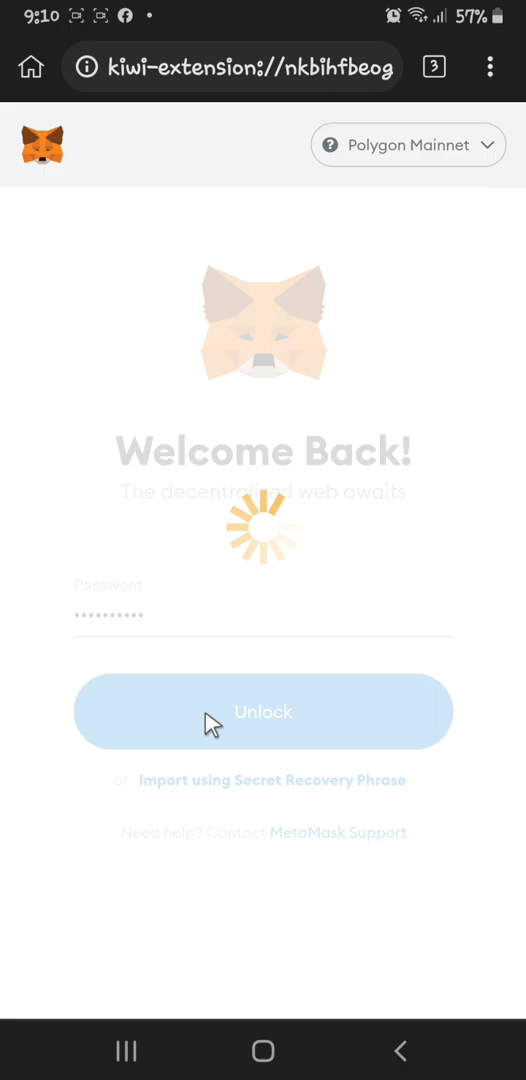 9:10
57%
kiwi-extension://nkbihfbeog
3
Polygon Mainnet
Welcome Back!
The decentralized web awaits
Password
Unlock
or import using Secret Recovery Phrase
Need help? Contact MetaMask Support